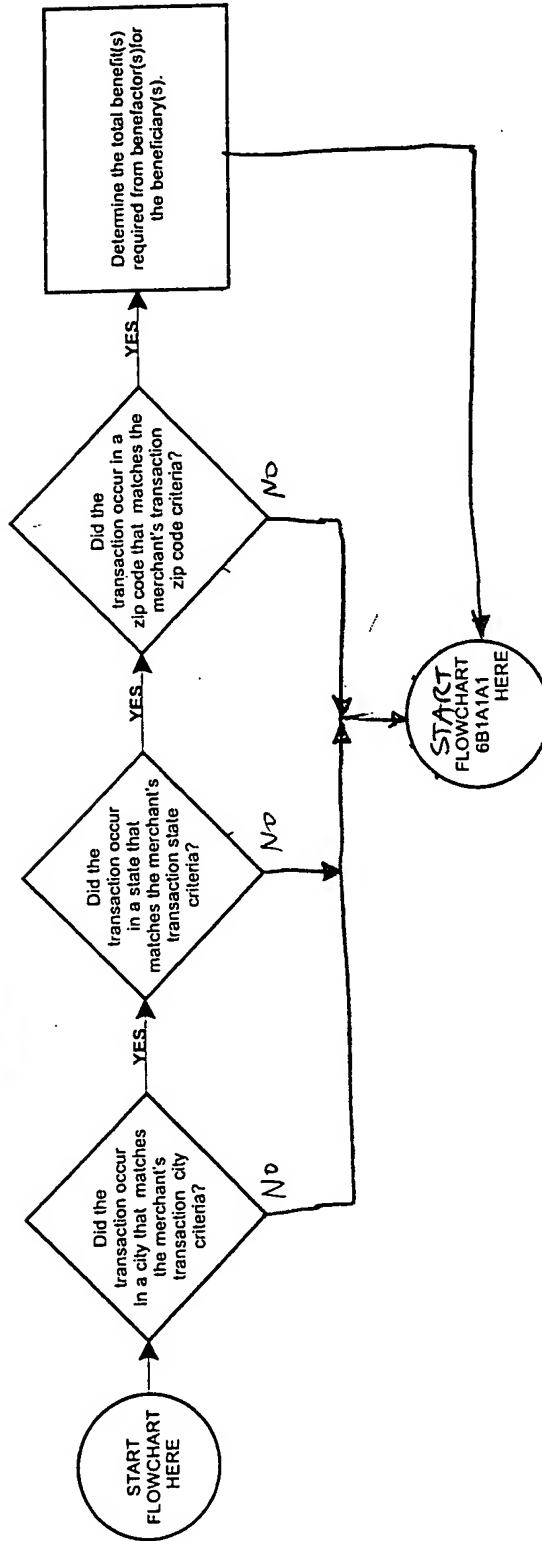 START
FLOWCHART
HERE
Did the
transaction occur
In a city that matches
the merchant's
transaction city
criteria?
YES
NO
Did the
transaction occur
in a state that
matches the merchant's
transaction state
criteria?
YES
NO
Did the
transaction occur in a
zip code that matches the
merchant's transaction
zip code criteria?
YES
NO
Determine the total benefit(s)
required from benefactor(s)for
the beneficiary(s).
START
FLOWCHART
6B1A1A1
HERE